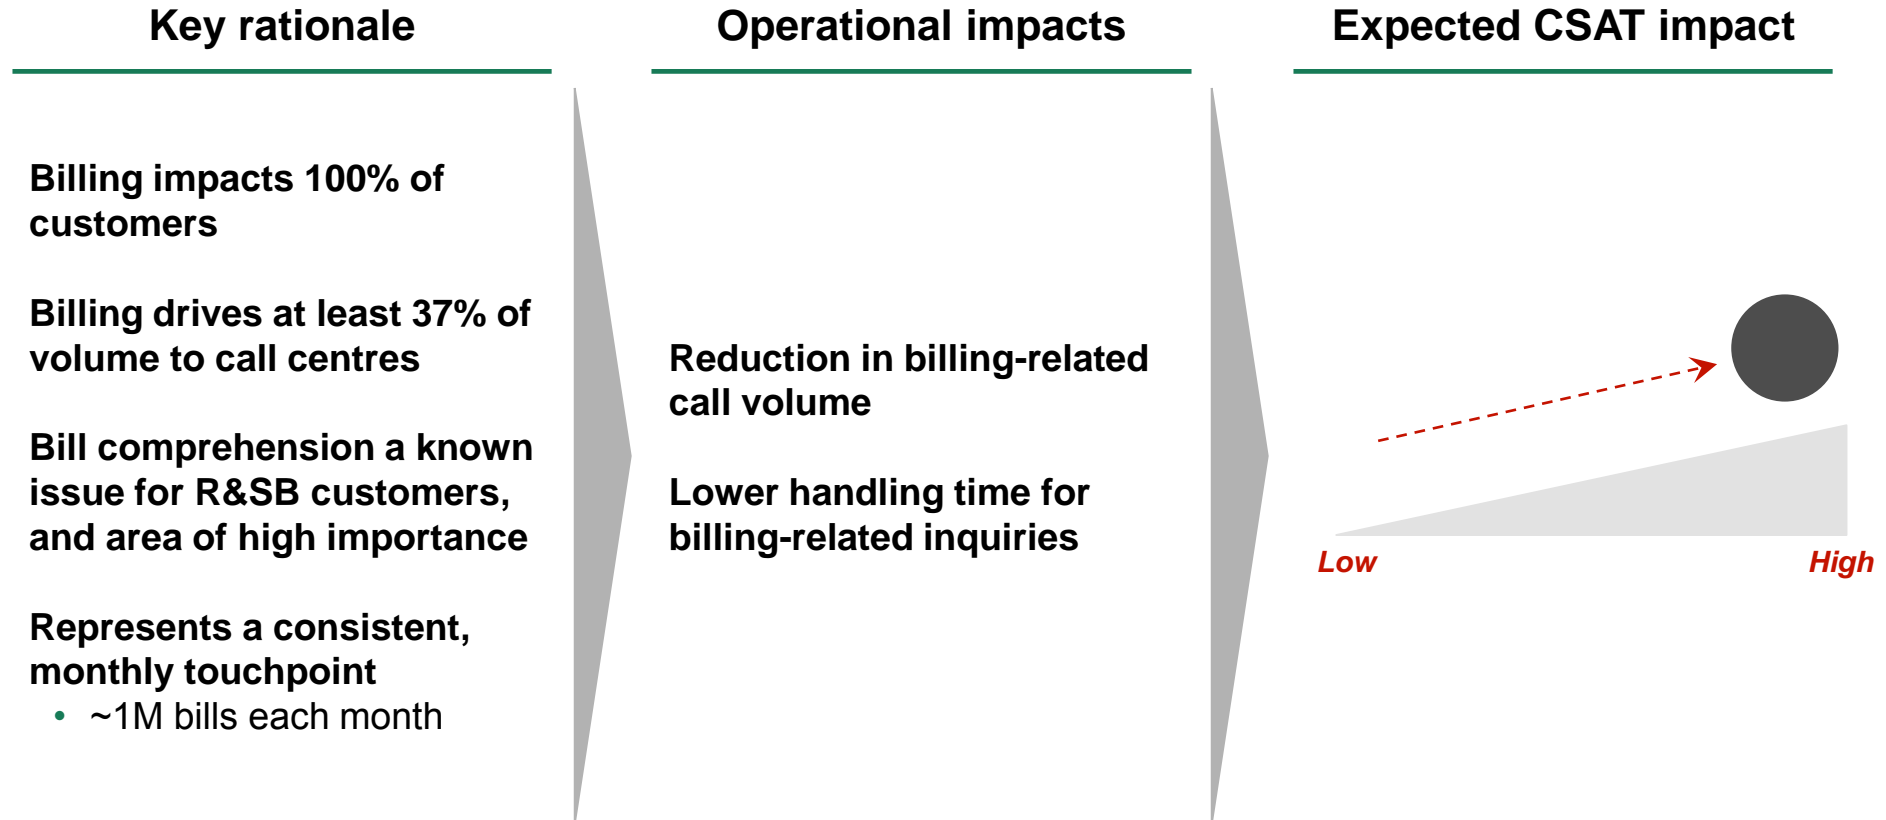 Key rationale
Billing impacts 100% of
customers
Billing drives at least 37% of
volume to call centres
Bill comprehension a known
issue for R&SB customers,
and area of high importance
Represents a consistent,
monthly touchpoint
• ~1M bills each month
Operational impacts
Reduction in billing-related
call volume
Lower handling time for
billing-related inquiries
Expected CSAT impact
Low
High